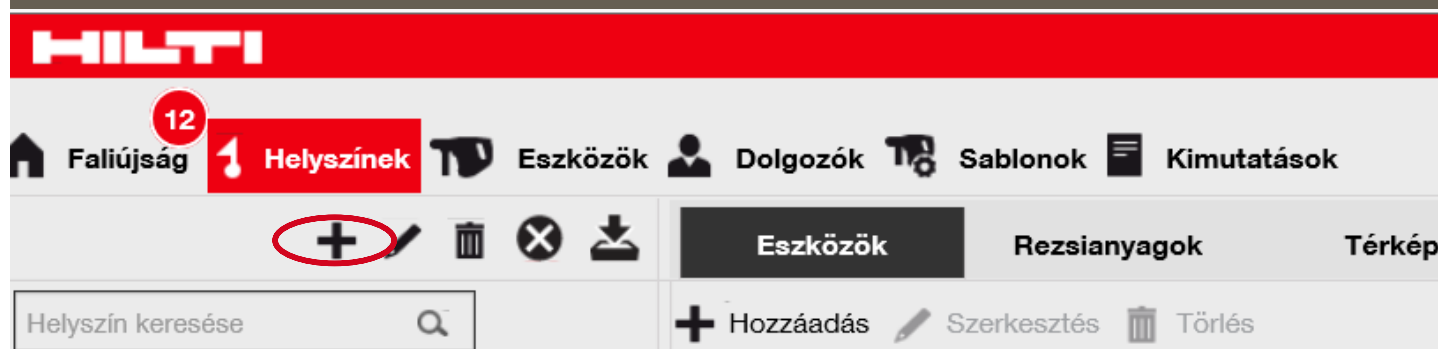 HILTI
12
Faliújság Helyszínek Eszközök Dolgozók Sablonok Kimutatások
Eszközök Rezsianyagok Térkép
Helyszín keresése Hozzáadás Szerkesztés Törlés